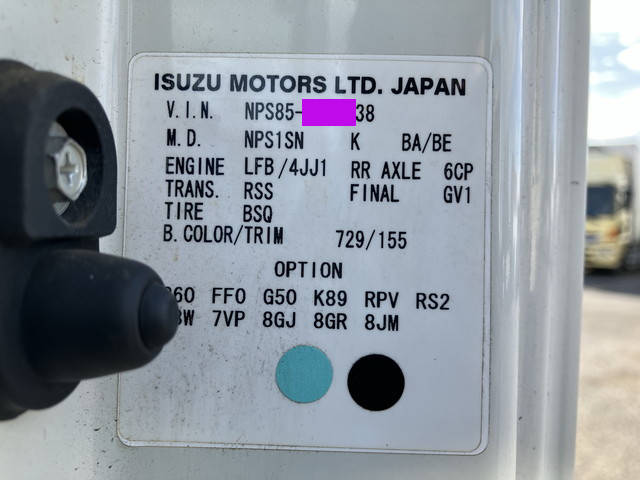 ISUZU MOTORS LTD. JAPAN
V.I.N. NPS85- 38
M.D. NPS1SN K BA/BE
ENGINE LFB/4JJ1 RR AXLE 6CP
TRANS. RSS FINAL GV1
TIRE BSQ
B.COLOR/TRIM 729/155
OPTION
FF0 G50 K89 RPV RS2
7VP 8GJ 8GR 8JM